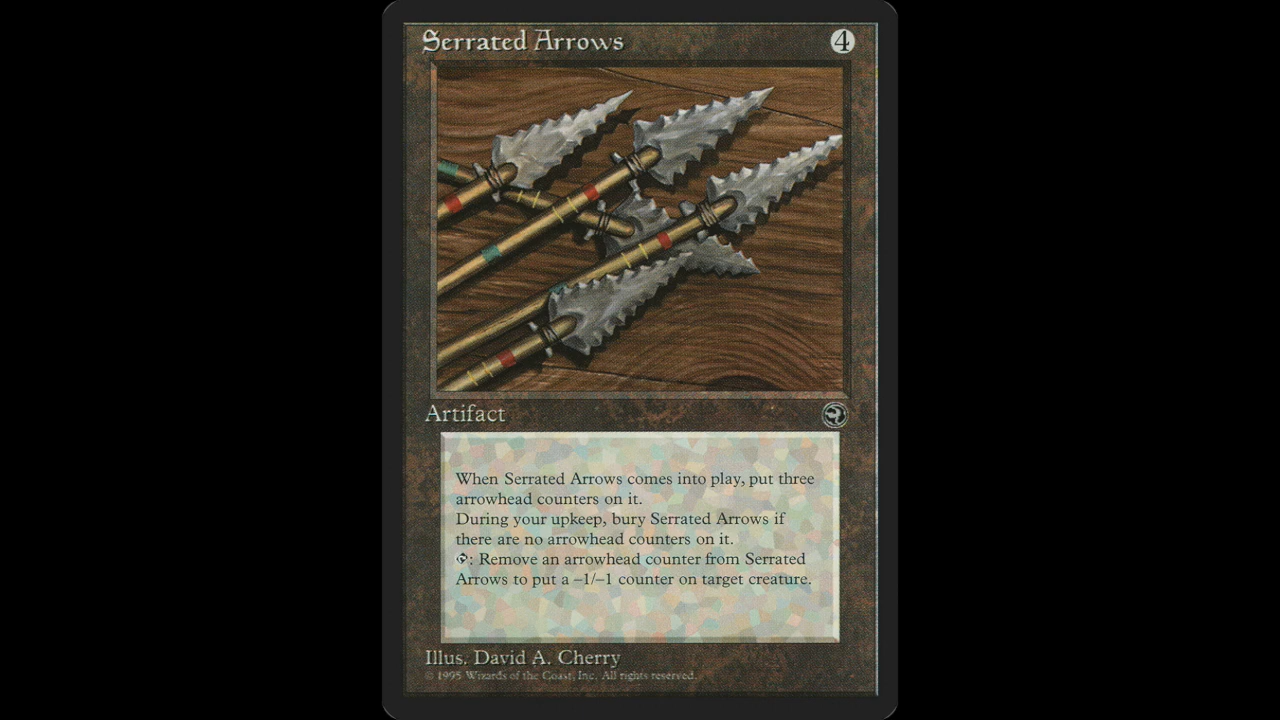 Serrated Arrows 4
Artifact
When Serrated Arrows comes into play, put three
arrowhead counters on it.
During your upkeep, bury Serrated Arrows if
there are no arrowhead counters on it.
: Remove an arrowhead counter from Serrated
Arrows to put a –1/–1 counter on target creature.
Illus. David A. Cherry
© 1995 Wizards of the Coast, Inc. All rights reserved.